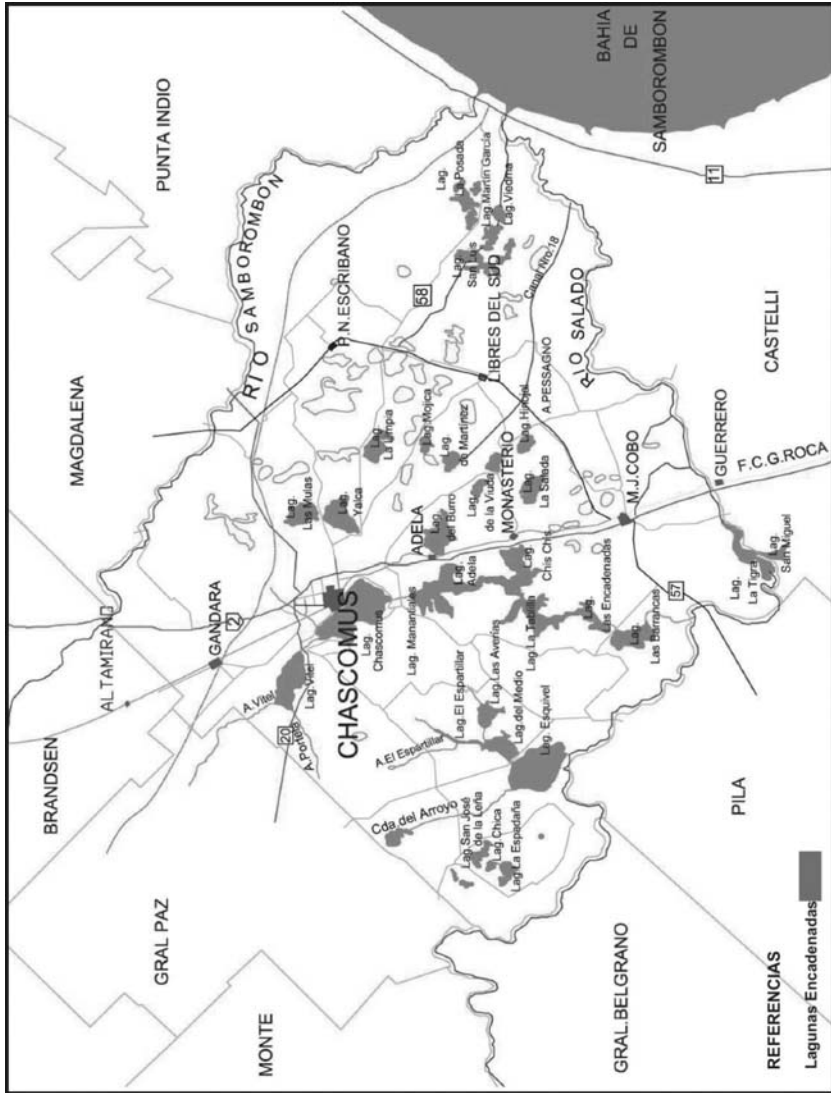 ALTAMIRANO
MAGDALENA
PUNTA INDIO
BRANDSEN
GRAL PAZ
MONTE
GANDARA
2
RIO SAMBOROMBON
A.Vitel
Lag.Vitel
20
A.Portela
CHASCOMUS
Lag.
Chascomus
Lag.
Las Mulas
Lag.
Yalca
P.N.ESCRIBANO
Lag.
La Limpia
58
Lag. Manantiales
ADELA
Lag.
Adela
Lag.
del Burro
Lag.Mojica
Lag.
de Martinez
Lag.
La Posada
Lag.Martin García
Lag.Viedma
Lag.
San Luis
LIBRES DEL SUD
Canal Nro.18
A.El Espartillar
Cda del Arroyo
Lag.San José
de la Leña
Lag.Chica
Lag.La Espadaña
Lag.El Espartillar
Lag.Las Averias
Lag.del Medio
Lag. Esquivel
Lag.La Tablilla
Lag.
Chis Chis
Lag.
de la Viuda
MONASTERIO
Lag.
La Salada
Lag.Hinojal
A.PESSAGNO
RIO SALADO
Lag.
Las Encadenadas
Lag.
Las Barrancas
M.J.COBO
57
GUERRERO
F.C.G.ROCA
Lag.
La Tigra
Lag.
San Miguel
BAHIA
DE
SAMBOROMBON
11
CASTELLI
PILA
GRAL.BELGRANO
REFERENCIAS
Lagunas Encadenadas